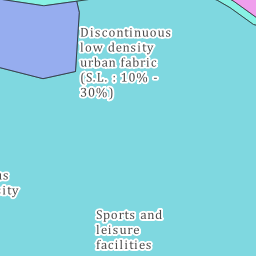 Discontinuous
low density
urban fabric
(S.L. : 10% -
30%)
Sports and
leisure
facilities